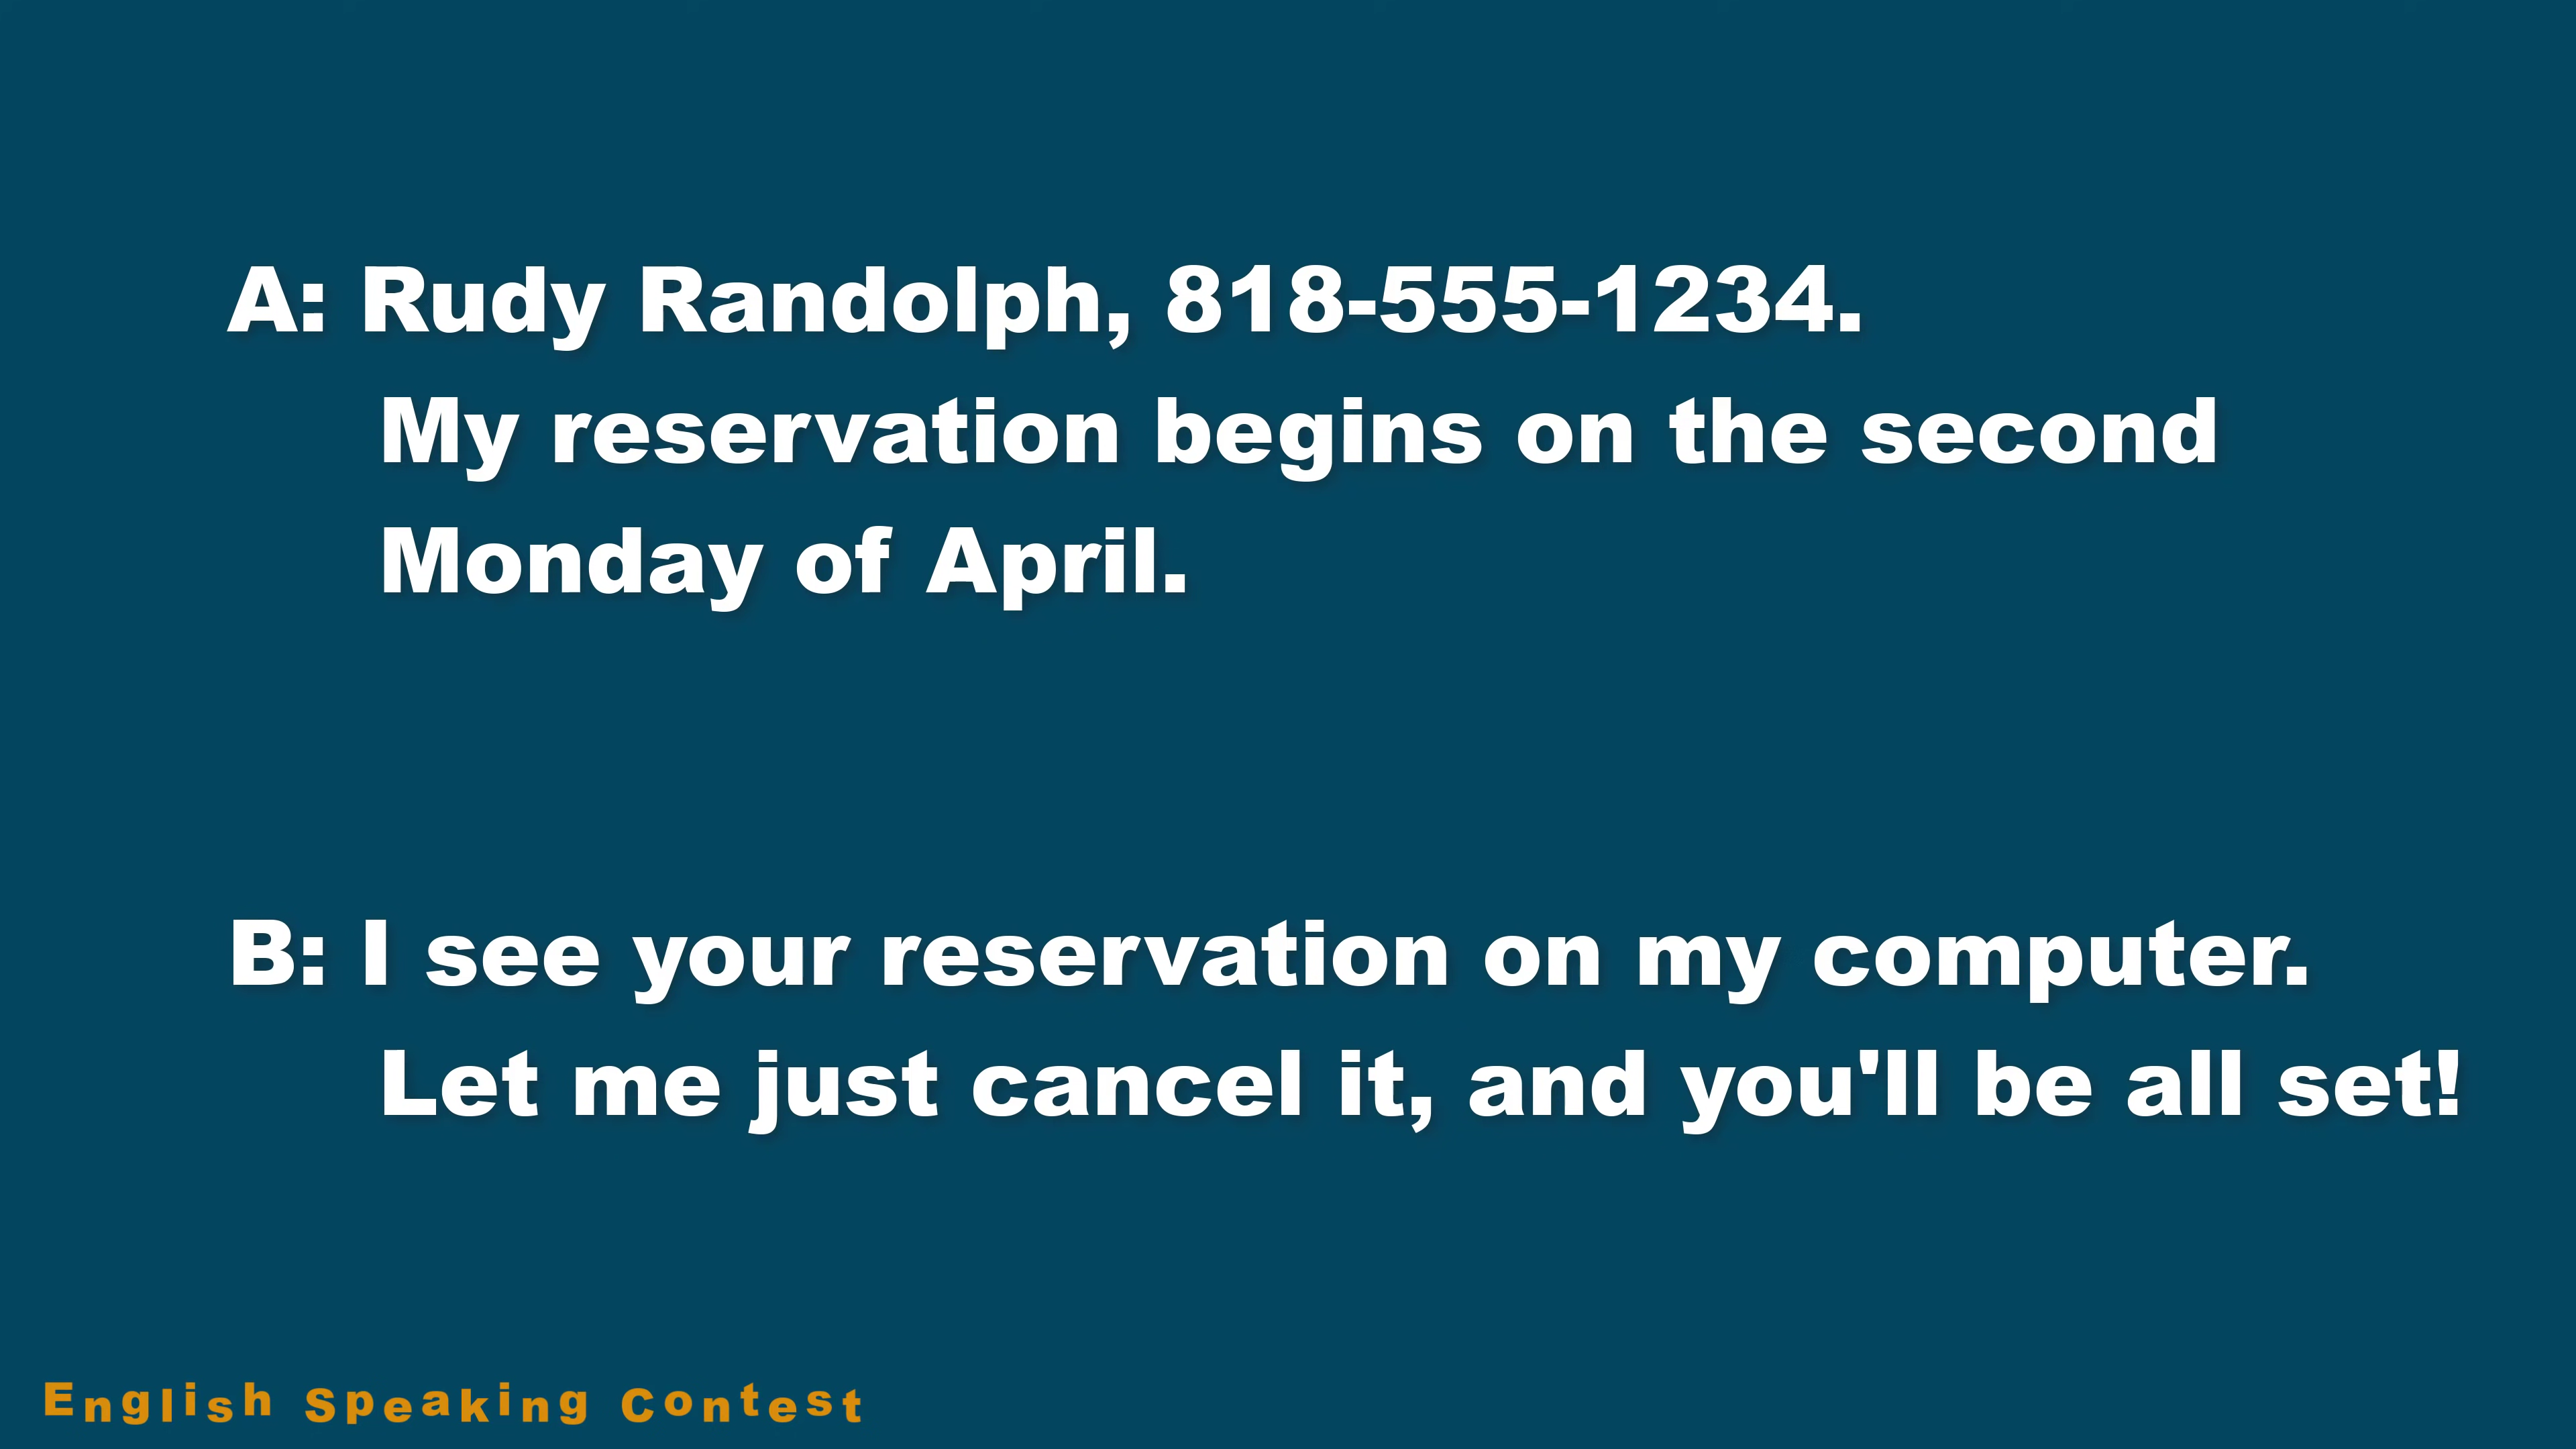 A: Rudy Randolph, 818-555-1234.
My reservation begins on the second
Monday of April.
B: I see your reservation on my computer.
Let me just cancel it, and you'll be all set!
English Speaking Contest